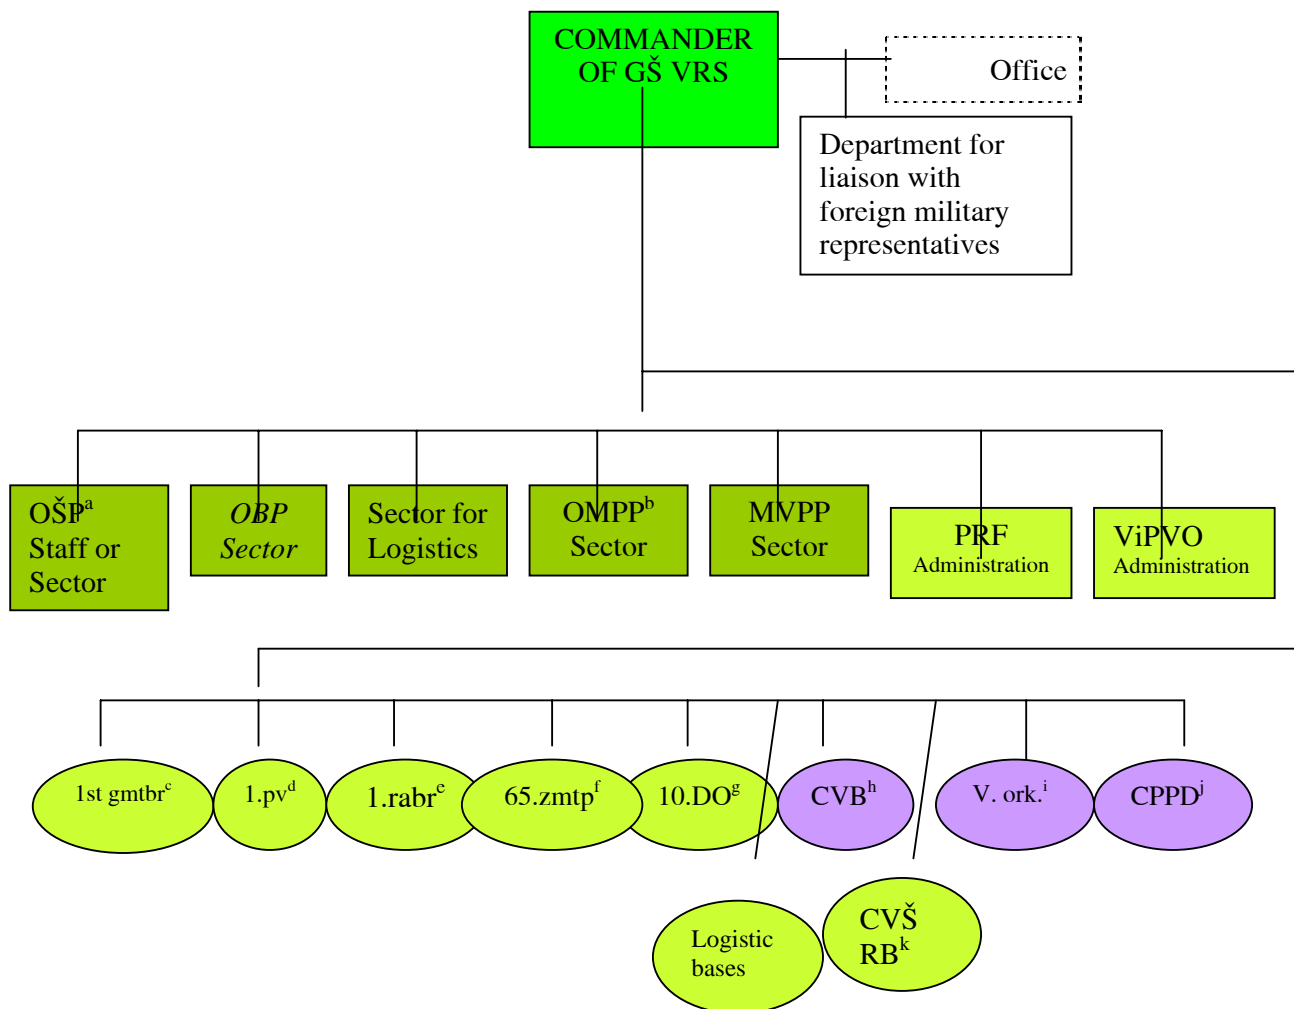 COMMANDER
OF GŠ VRS
Office
Department for
liaison with
foreign military
representatives
OŠPᵃ
Staff or
Sector
OBP
Sector
Sector for
Logistics
OMPPᵇ
Sector
MVPP
Sector
PRF
Administration
ViPVO
Administration
1st gmtbrᶜ
1.pvᵈ
1.rabrᵉ
65.zmtpᶠ
10.DOᵍ
CVBʰ
V. ork.ⁱ
CPPDʲ
Logistic
bases
CVŠ
RBᵏ